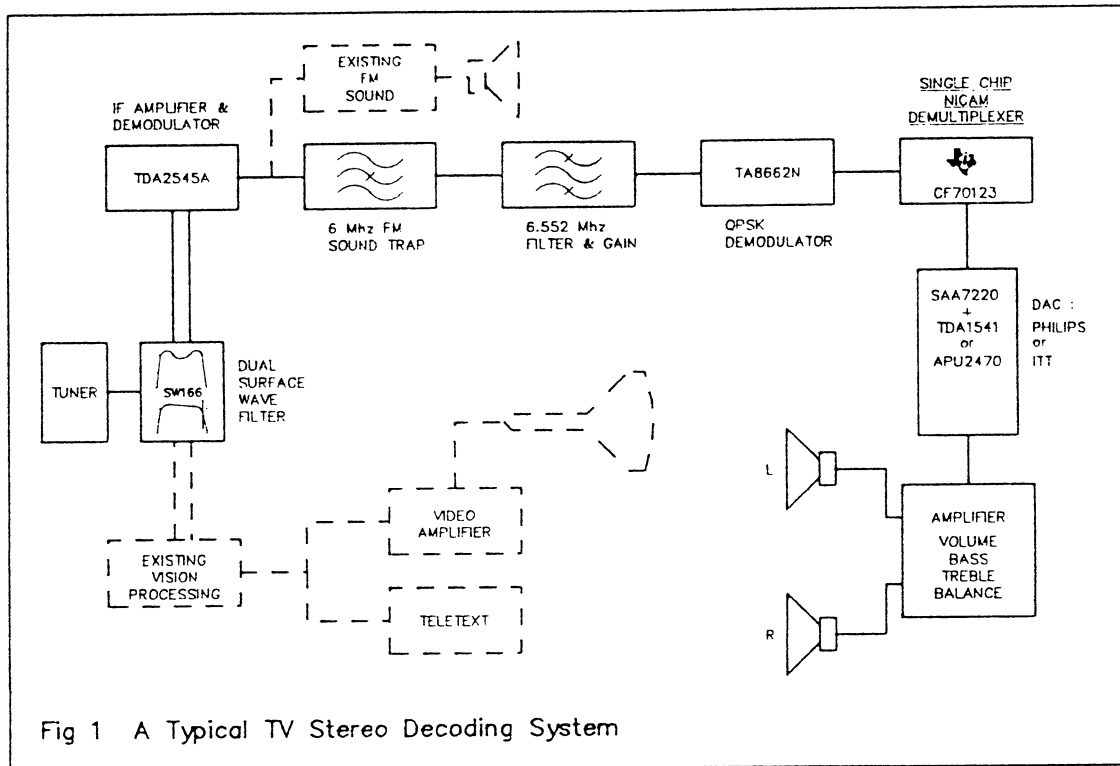 EXISTING
FM
SOUND
IF AMPLIFIER &
DEMODULATOR
TDA2545A
6 Mhz FM
SOUND TRAP
6.552 Mhz
FILTER & GAIN
TA8662N
QPSK
DEMODULATOR
SINGLE CHIP
NICAM
DEMULTIPLEXER
CF70123
SAA7220
+
TDA1541
or
APU2470
DAC :
PHILIPS
or
ITT
TUNER
SW166
DUAL
SURFACE
WAVE
FILTER
EXISTING
VISION
PROCESSING
VIDEO
AMPLIFIER
TELETEXT
L
R
AMPLIFIER
VOLUME
BASS
TREBLE
BALANCE
Fig 1 A Typical TV Stereo Decoding System